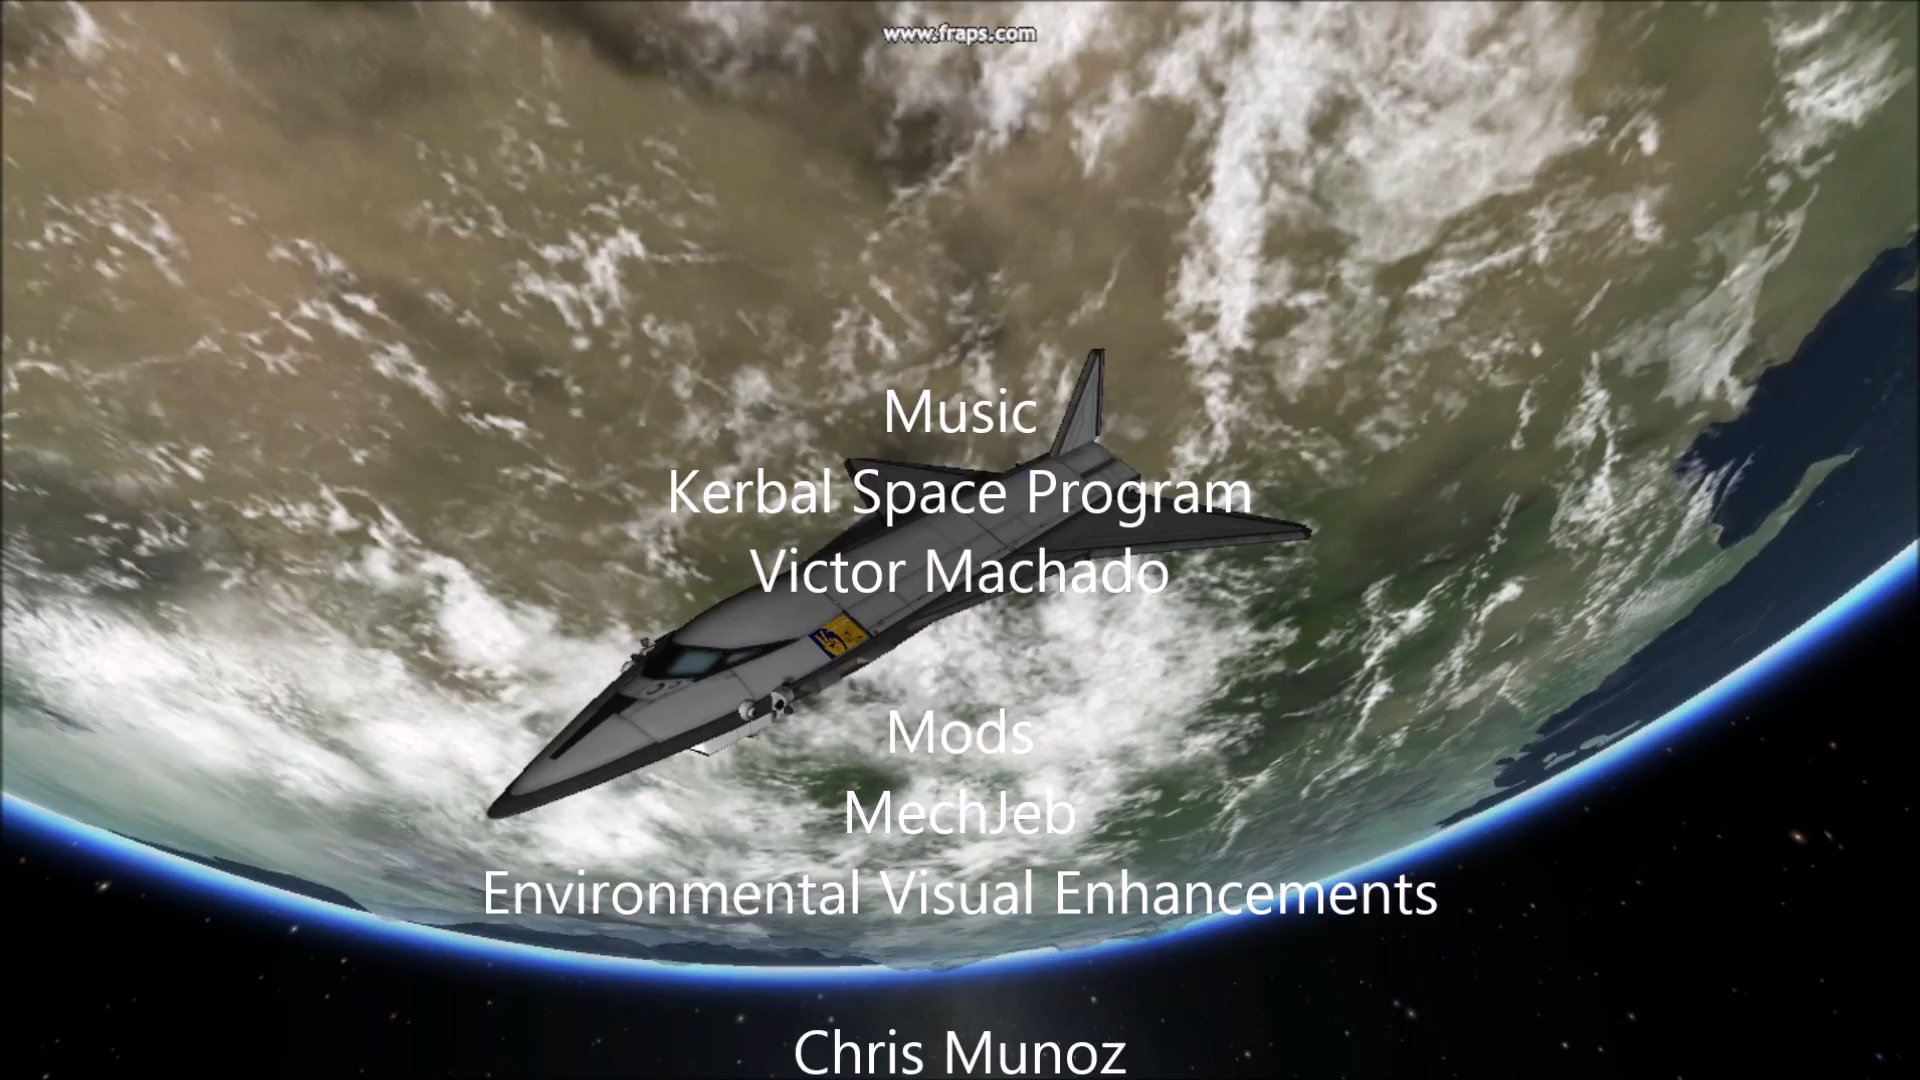 www.fraps.com
Music
Kerbal Space Program
Victor Machado
Mods
MechJeb
Environmental Visual Enhancements
Chris Munoz